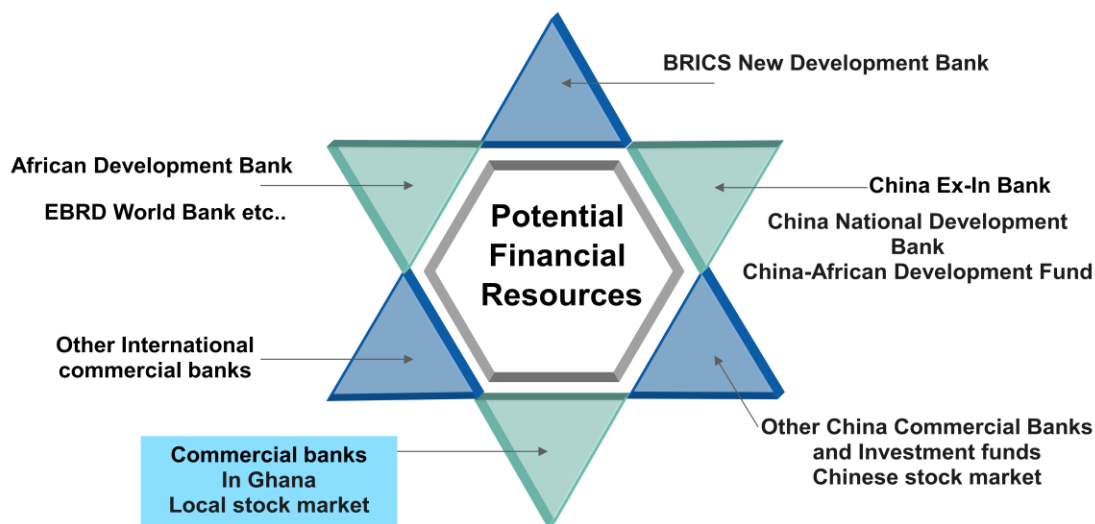 BRICS New Development Bank
African Development Bank
EBRD World Bank etc..
China Ex-In Bank
China National Development
Bank
China-African Development Fund
Potential
Financial
Resources
Other International
commercial banks
Other China Commercial Banks
and Investment funds
Chinese stock market
Commercial banks
In Ghana
Local stock market